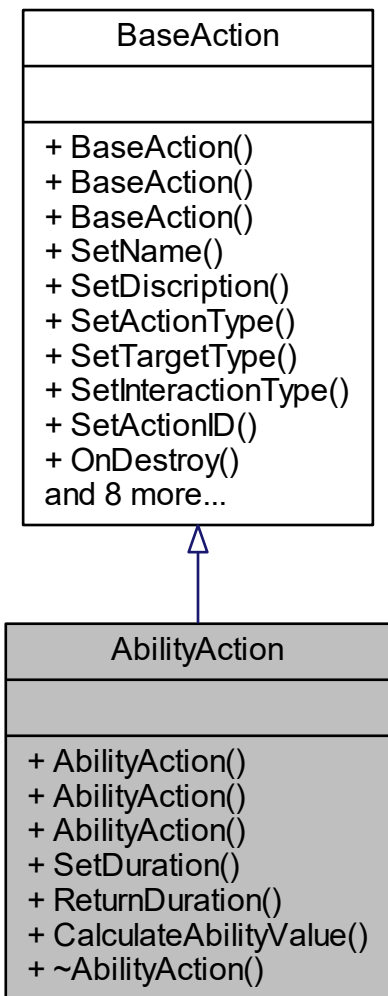 BaseAction
+ BaseAction()
+ BaseAction()
+ BaseAction()
+ SetName()
+ SetDiscription()
+ SetActionType()
+ SetTargetType()
+ SetInteractionType()
+ SetActionID()
+ OnDestroy()
and 8 more...
AbilityAction
+ AbilityAction()
+ AbilityAction()
+ AbilityAction()
+ SetDuration()
+ ReturnDuration()
+ CalculateAbilityValue()
+ ~AbilityAction()